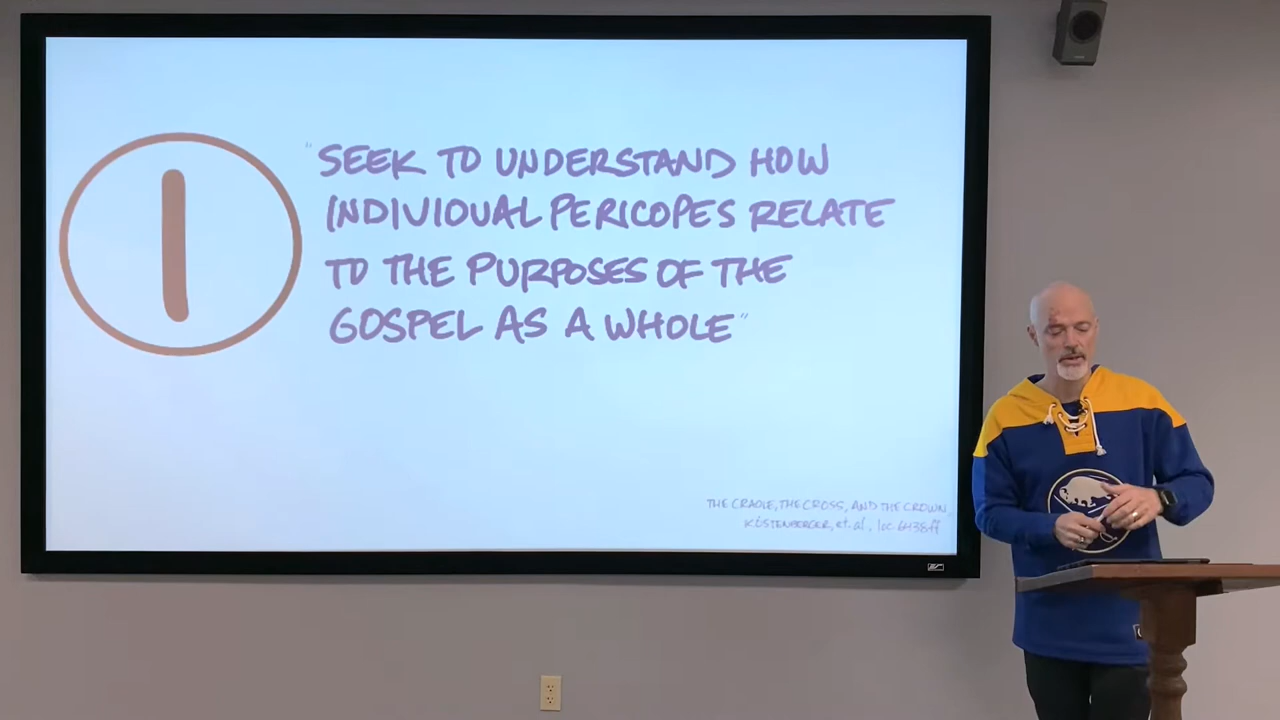 1
"SEEK TO UNDERSTAND HOW
INDIVIUAL PERICOPES RELATE
TO THE PURPOSES OF THE
GOSPEL AS A WHOLE"
THE CRADLE, THE CROSS, AND THE CROWN,
KÖSTENBERGER, et. al., loc 6438ff